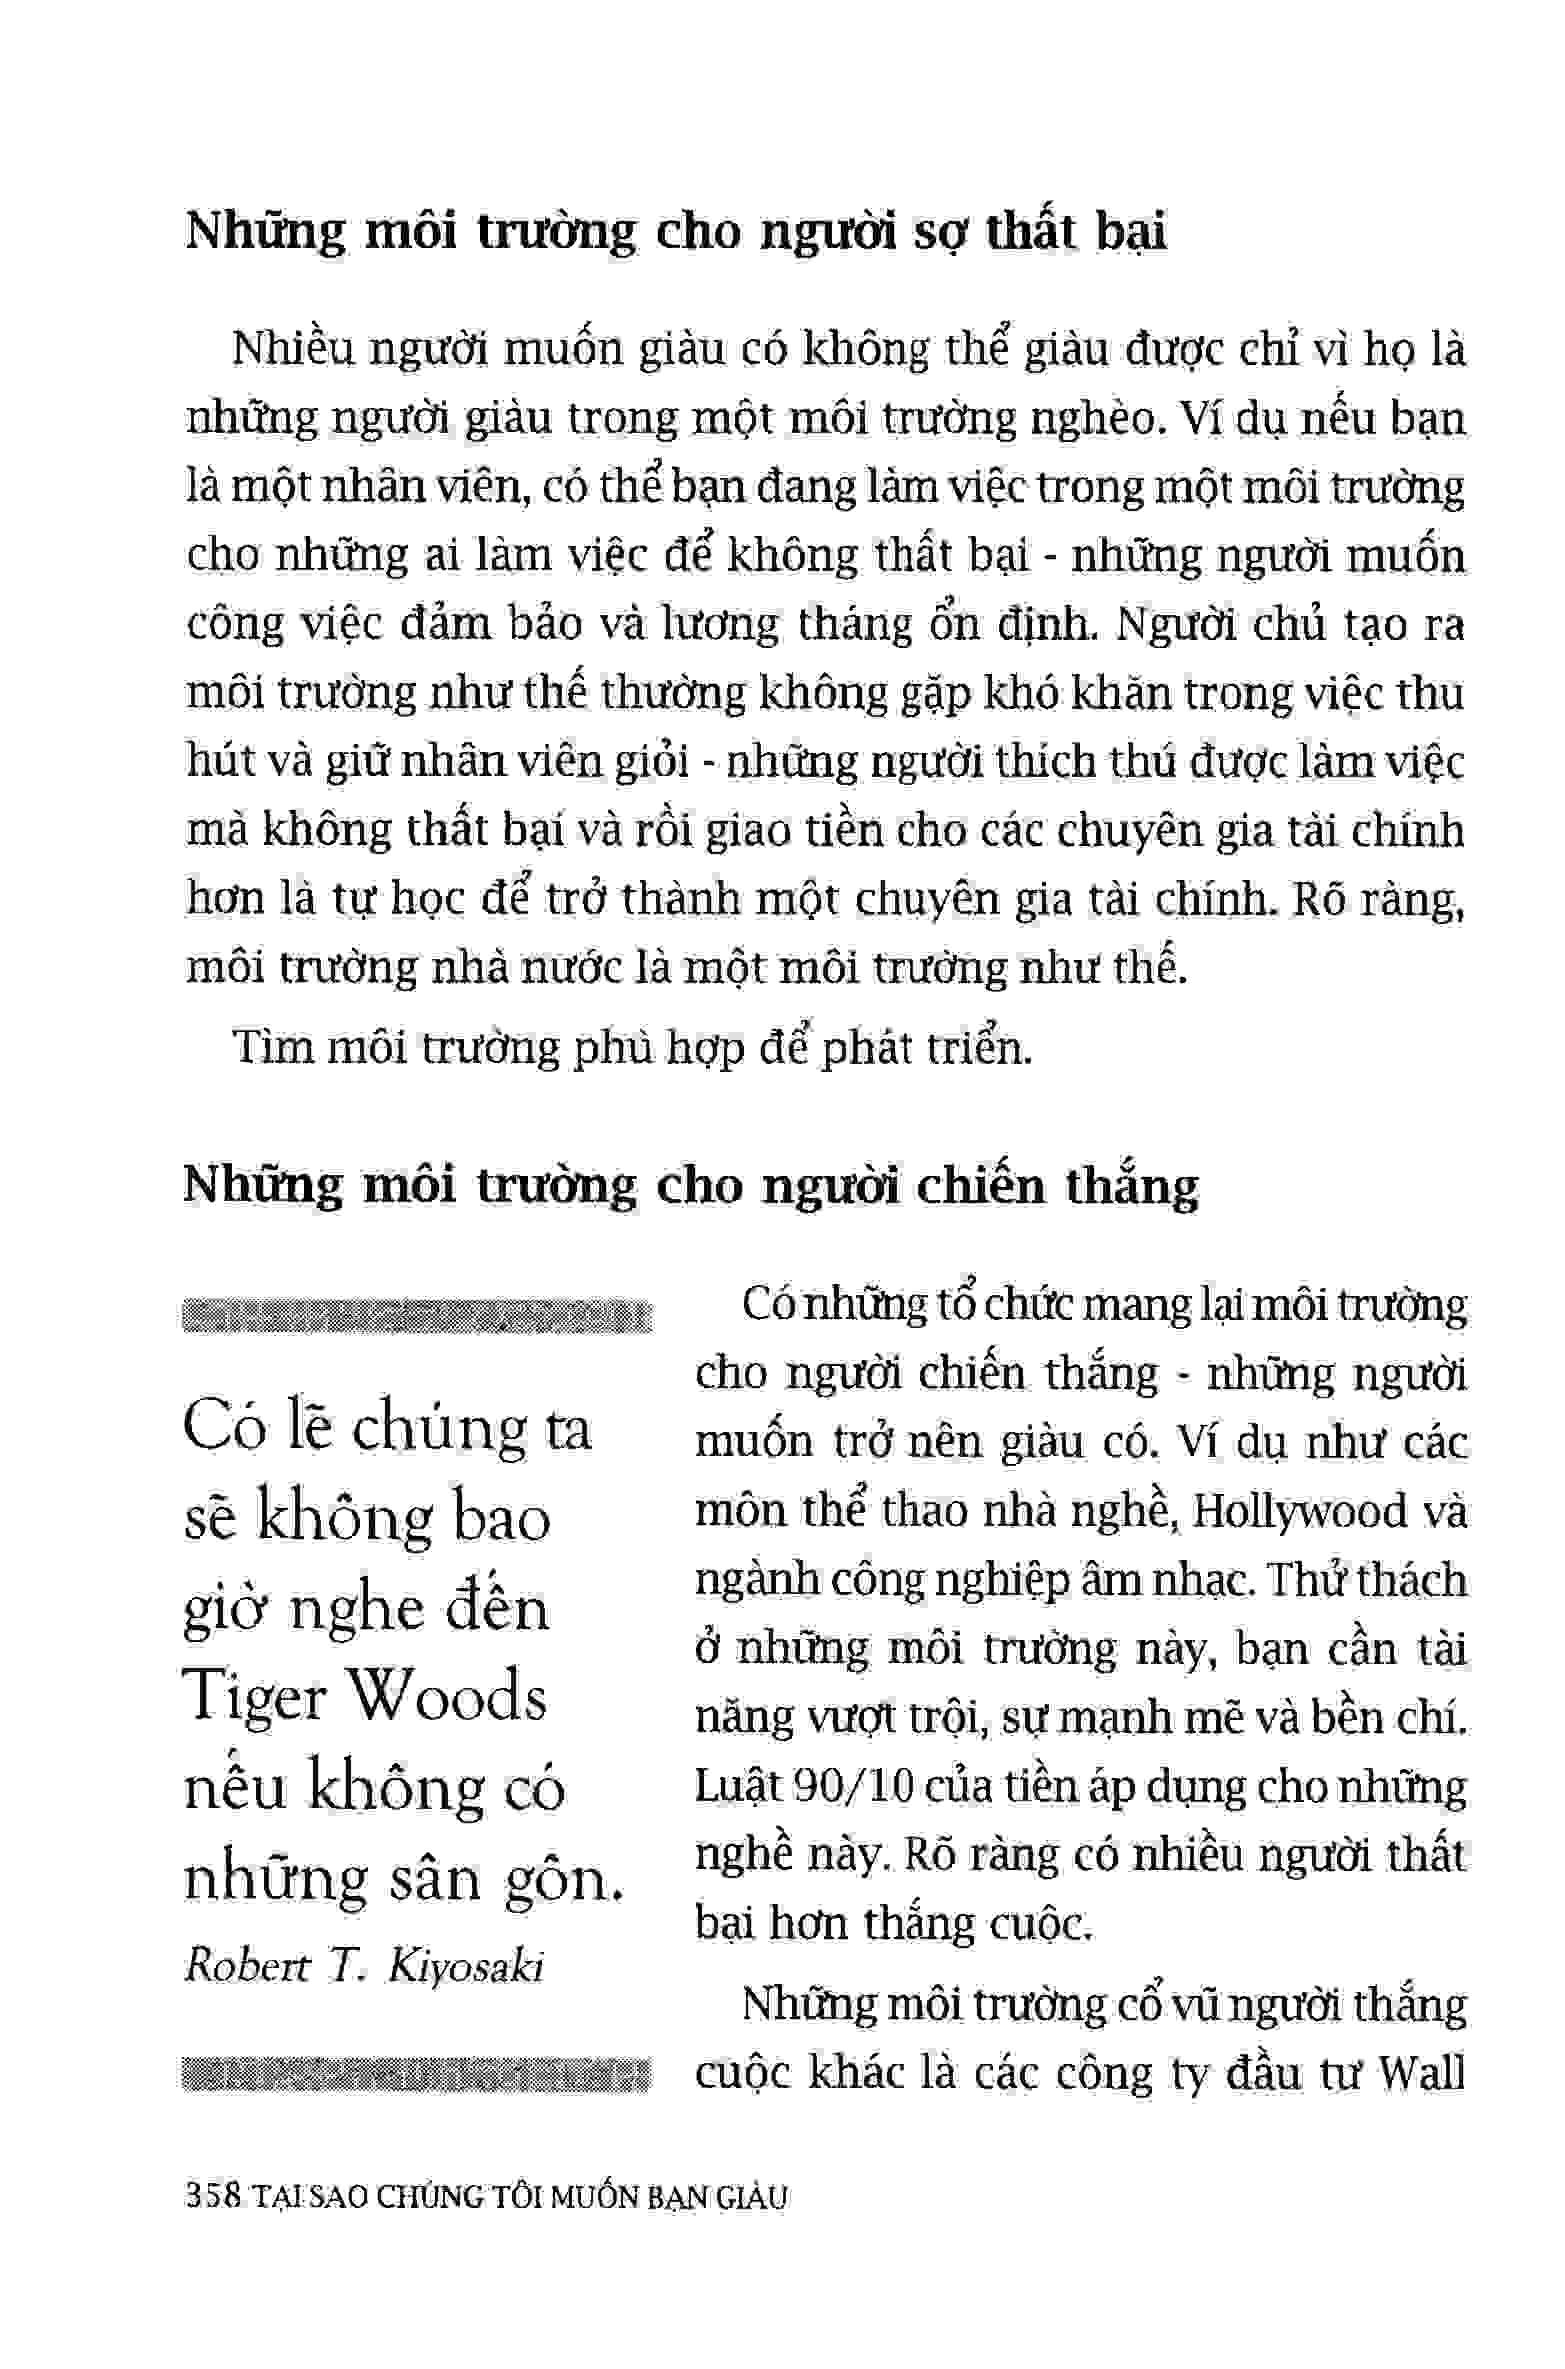 Những môi trường cho người sợ thất bại
Nhiều người muốn giàu có không thể giàu được chỉ vì họ là
những người giàu trong một môi trường nghèo. Ví dụ nếu bạn
là một nhân viên, có thể bạn đang làm việc trong một môi trường
cho những ai làm việc để không thất bại - những người muốn
công việc đảm bảo và lương tháng ổn định. Người chủ tạo ra
môi trường như thế thường không gặp khó khăn trong việc thu
hút và giữ nhân viên giỏi - những người thích thú được làm việc
mà không thất bại và rồi giao tiền cho các chuyên gia tài chính
hơn là tự học để trở thành một chuyên gia tài chính. Rõ ràng,
môi trường nhà nước là một môi trường như thế.
Tìm môi trường phù hợp để phát triển.
Những môi trường cho người chiến thắng
Có lẽ chúng ta
sẽ không bao
giờ nghe đến
Tiger Woods
nếu không có
những sân gôn.
Robert T. Kiyosaki
Có những tổ chức mang lại môi trường
cho người chiến thắng - những người
muốn trở nên giàu có. Ví dụ như các
môn thể thao nhà nghề, Hollywood và
ngành công nghiệp âm nhạc. Thử thách
ở những môi trường này, bạn cần tài
năng vượt trội, sự mạnh mẽ và bền chí.
Luật 90/10 của tiền áp dụng cho những
nghề này. Rõ ràng có nhiều người thất
bại hơn thắng cuộc.
Những môi trường cổ vũ người thắng
cuộc khác là các công ty đầu tư Wall
358 TẠI SAO CHÚNG TÔI MUỐN BẠN GIÀU